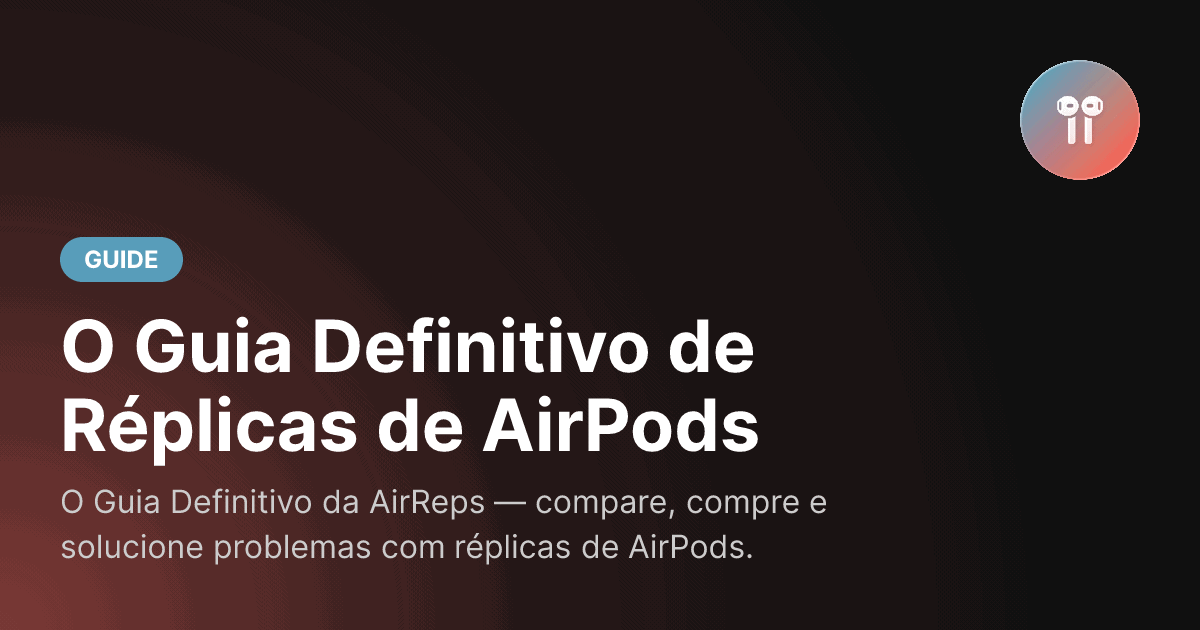 GUIDE
O Guia Definitivo de
Réplicas de AirPods
O Guia Definitivo da AirReps — compare, compre e
solucione problemas com réplicas de AirPods.